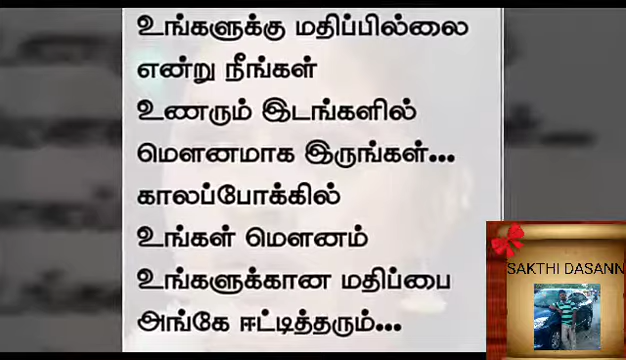 உங்களுக்கு மதிப்பில்லை
என்று நீங்கள்
உணரும் இடங்களில்
மௌனமாக இருங்கள்...
காலப்போக்கில்
உங்கள் மௌனம்
உங்களுக்கான மதிப்பை
அங்கே ஈட்டித்தரும்...
SAKTHI DASANN